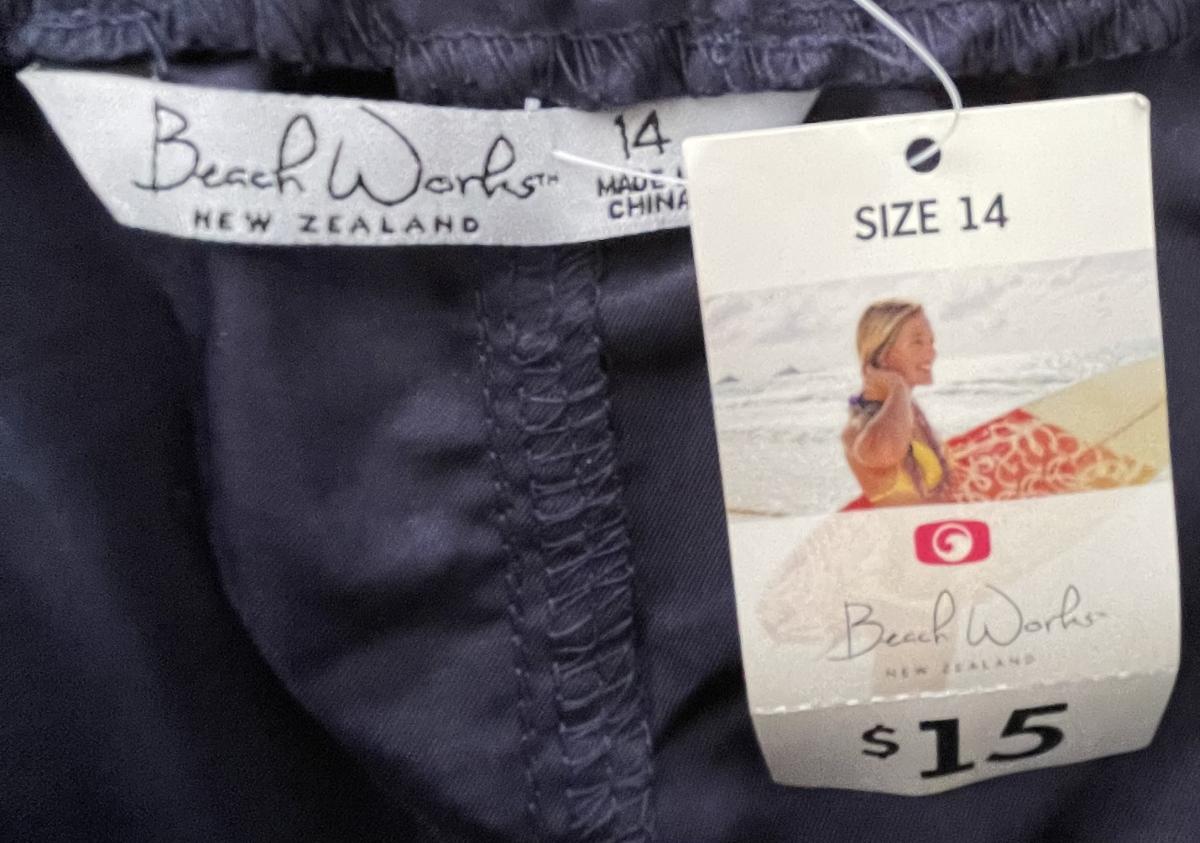 Beach Works™
NEW ZEALAND
14
MADE
CHINA
SIZE 14
Beach Works™
NEW ZEALAND
$15